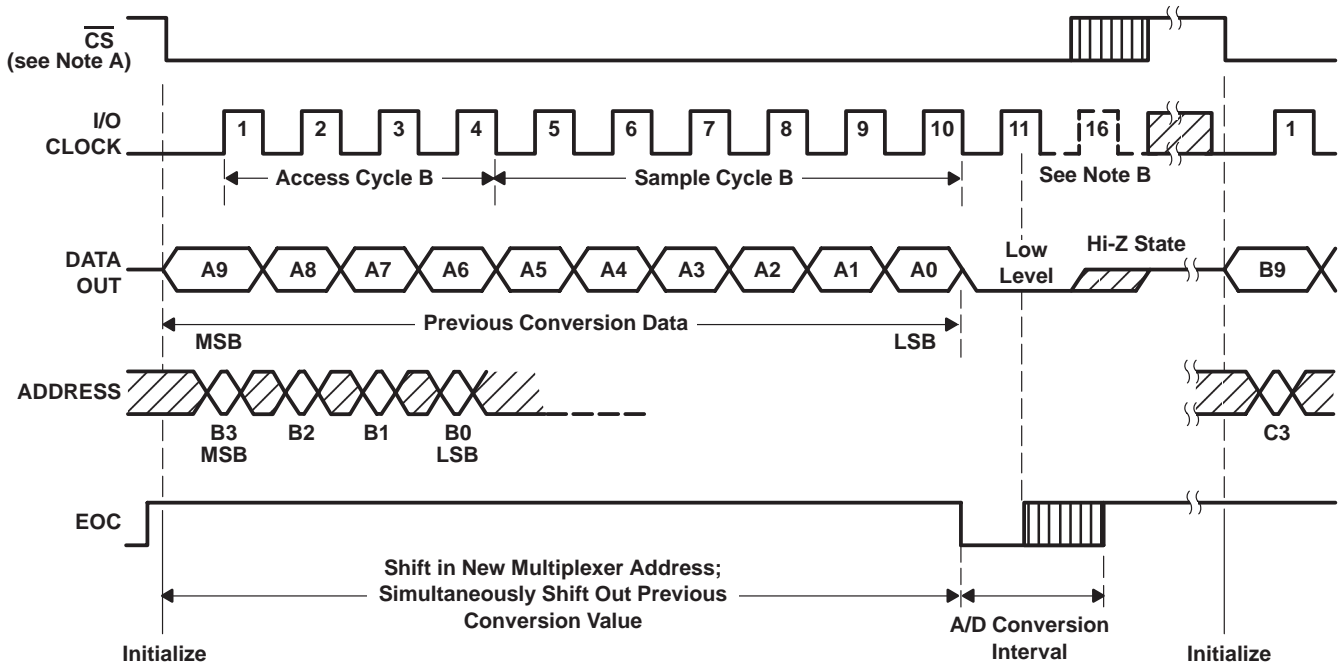 CS
(see Note A)
I/O
CLOCK
1 2 3 4 5 6 7 8 9 10 11 16 1
Access Cycle B
Sample Cycle B
See Note B
DATA
OUT
A9 A8 A7 A6 A5 A4 A3 A2 A1 A0
Low
Level
Hi-Z State
B9
Previous Conversion Data
MSB
LSB
ADDRESS
B3 B2 B1 B0
MSB LSB
C3
EOC
Shift in New Multiplexer Address;
Simultaneously Shift Out Previous
Conversion Value
A/D Conversion
Interval
Initialize
Initialize